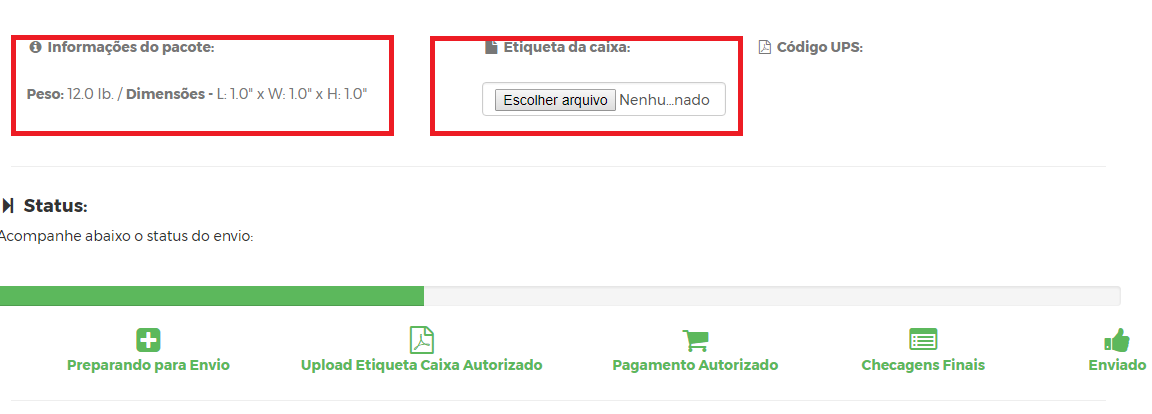 Informações do pacote:
Etiqueta da caixa:
Código UPS:
Peso: 12.0 lb. / Dimensões - L: 1.0" x W: 1.0" x H: 1.0"
Escolher arquivo Nenhu...nado
Status:
Acompanhe abaixo o status do envio:
Preparando para Envio
Upload Etiqueta Caixa Autorizado
Pagamento Autorizado
Checagens Finais
Enviado